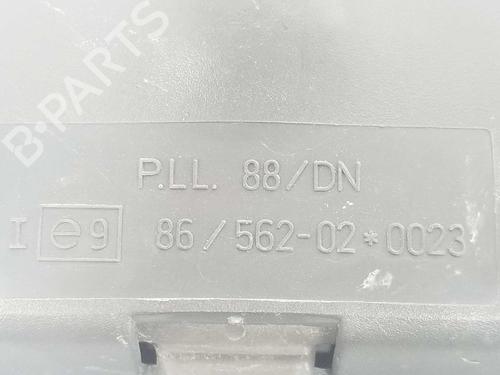 B-PARTS
P.LL. 88/DN
I e9 86/562-02*0023